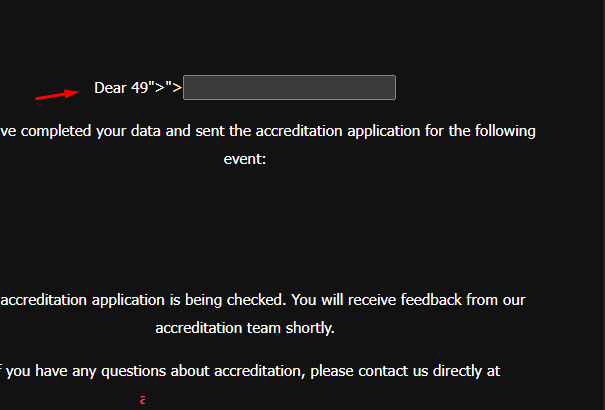 Dear 49">">
ve completed your data and sent the accreditation application for the following
event:
accreditation application is being checked. You will receive feedback from our
accreditation team shortly.
f you have any questions about accreditation, please contact us directly at